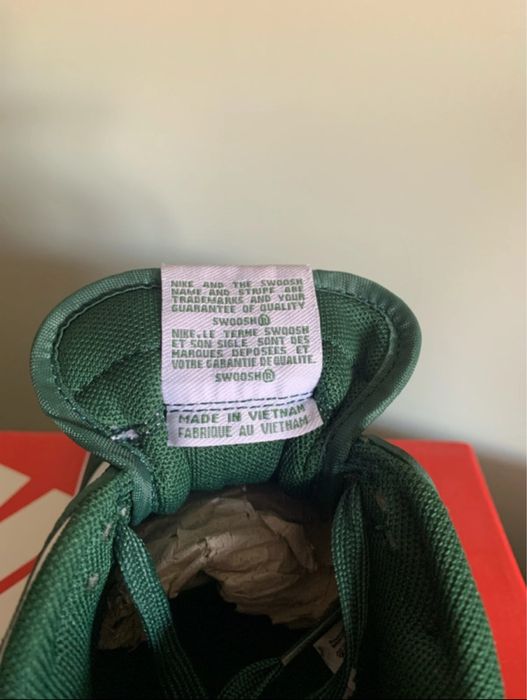 NIKE AND THE SWOOSH
NAME AND STRIPE ARE
TRADEMARKS AND YOUR
GUARANTEE OF QUALITY
SWOOSH®
NIKE, LE TERME SWOOSH
ET SON SIGLE SONT DES
MARQUES DEPOSEES ET
VOTRE GARANTIE DE QUALITE.
SWOOSH®
MADE IN VIETNAM
FABRIQUE AU VIETNAM